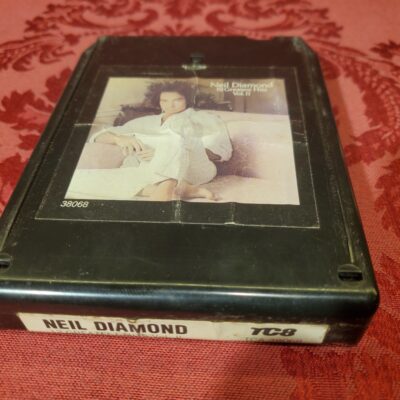 Neil Diamond
12 Greatest Hits
Vol. II
38068
NEIL DIAMOND
TC8